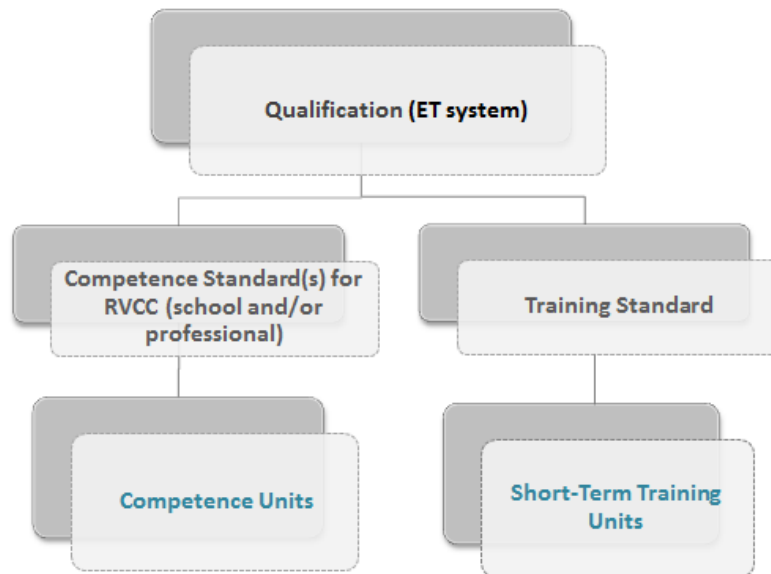 Qualification (ET system)
Competence Standard(s) for
RVCC (school and/or
professional)
Training Standard
Competence Units
Short-Term Training
Units